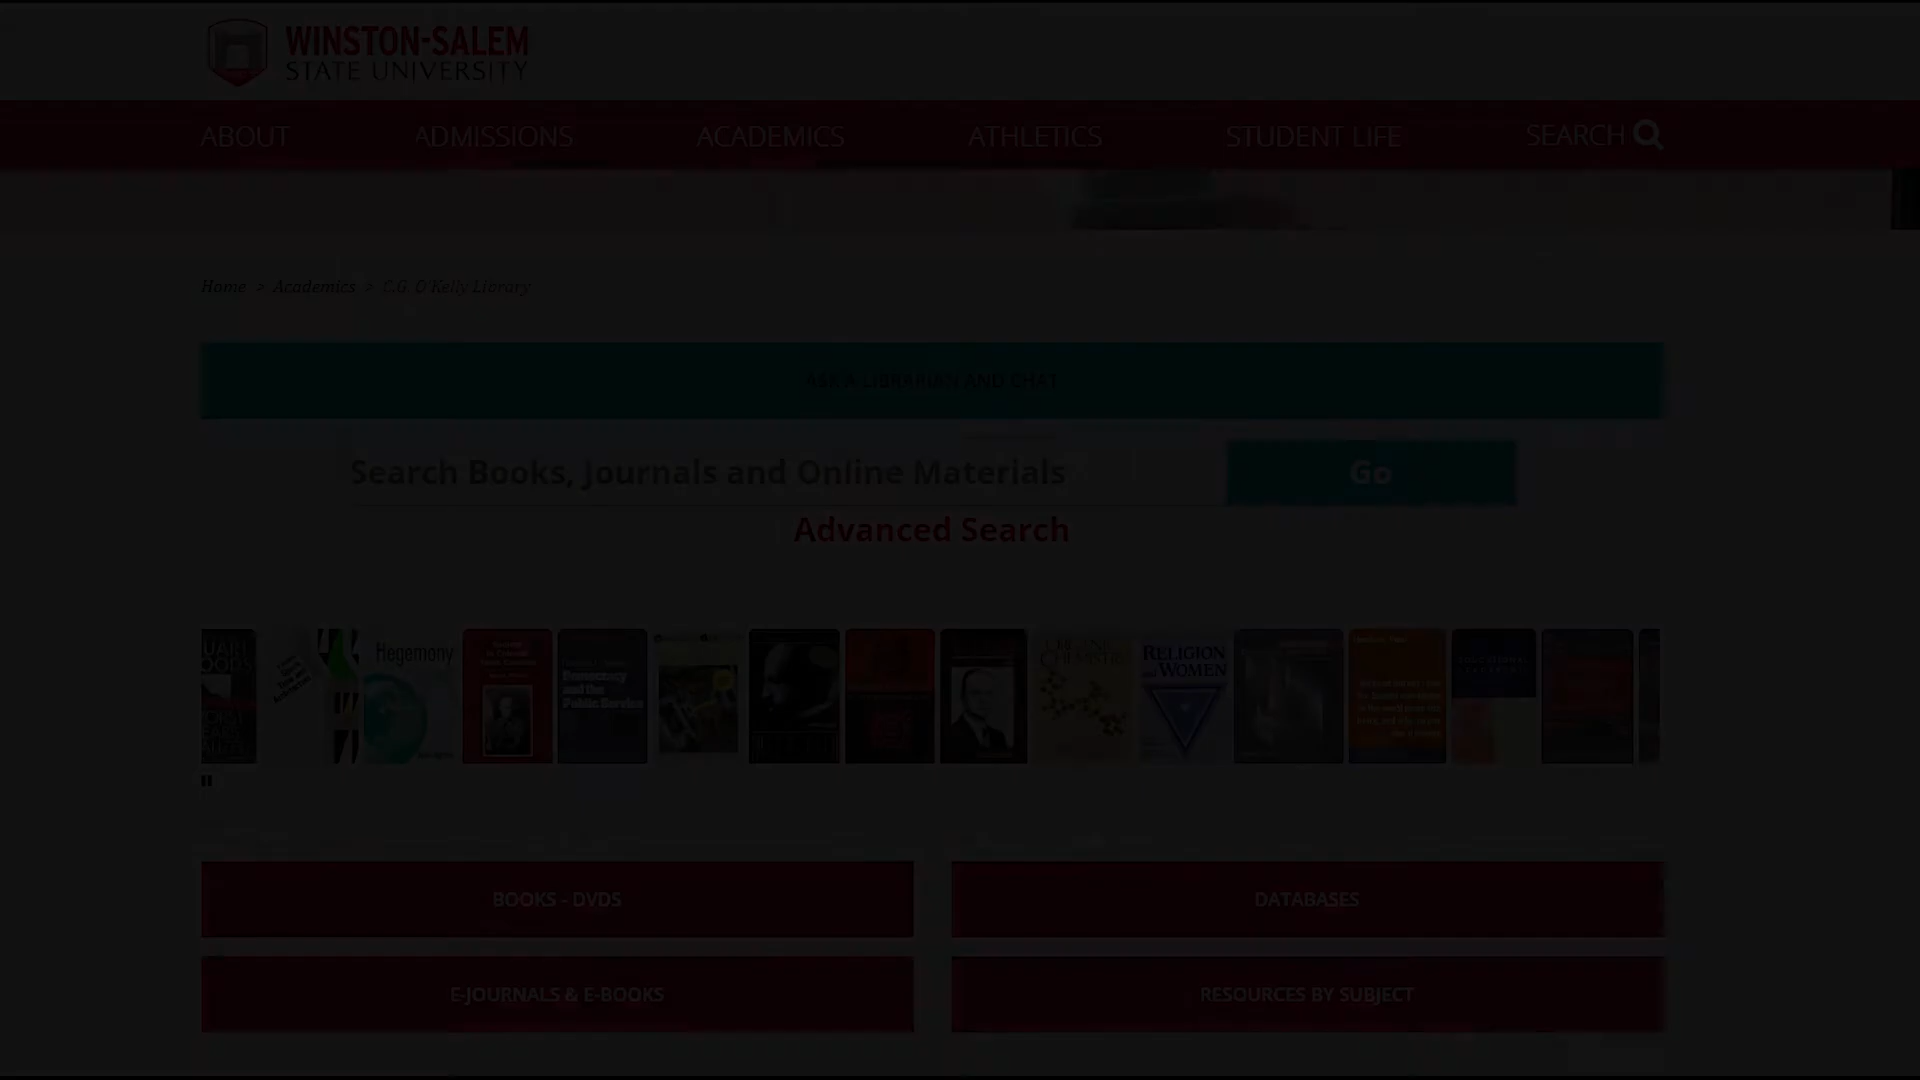 WINSTON-SALEM
STATE UNIVERSITY
ABOUT
ADMISSIONS
ACADEMICS
ATHLETICS
STUDENT LIFE
SEARCH
Home > Academics > C.G. O'Kelly Library
ASK A LIBRARIAN AND CHAT
Search Books, Journals and Online Materials
Go
Advanced Search
Hegemony
Democracy
and the
Public Service
ORGANIC
CHEMISTRY
RELIGION
AND WOMEN
BOOKS - DVDS
DATABASES
E-JOURNALS & E-BOOKS
RESOURCES BY SUBJECT